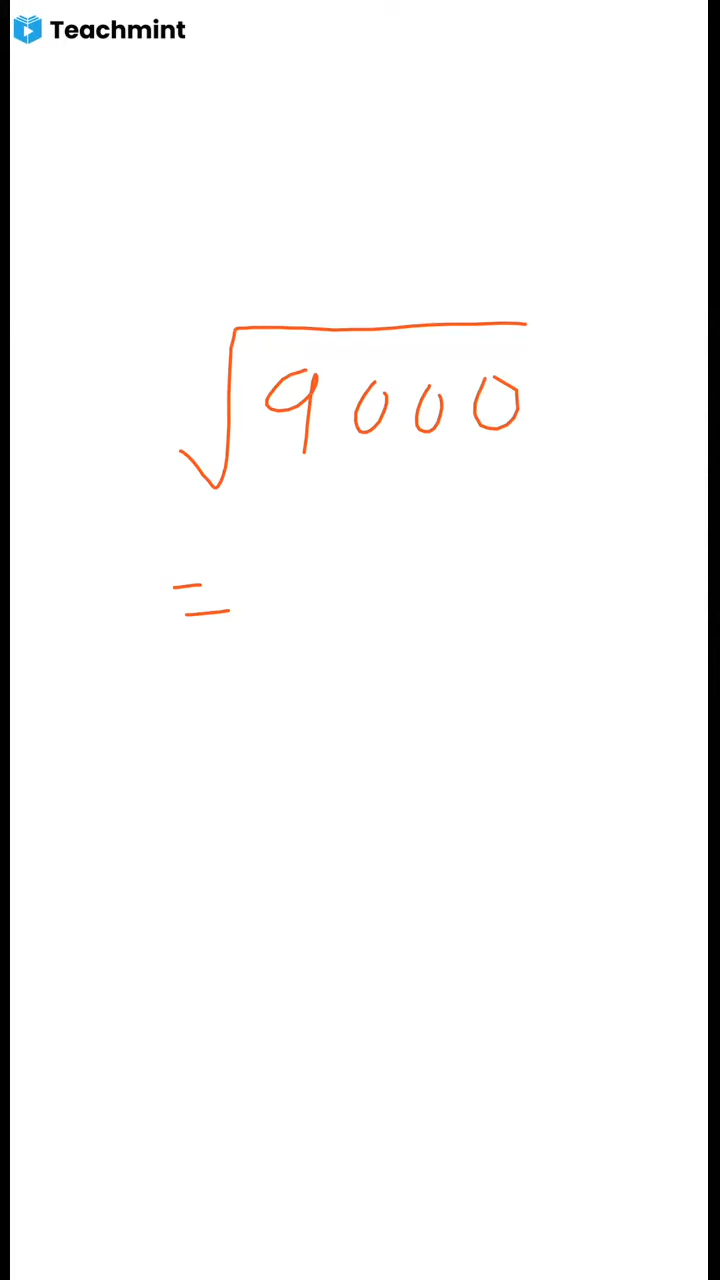 Teachmint
√9000
=